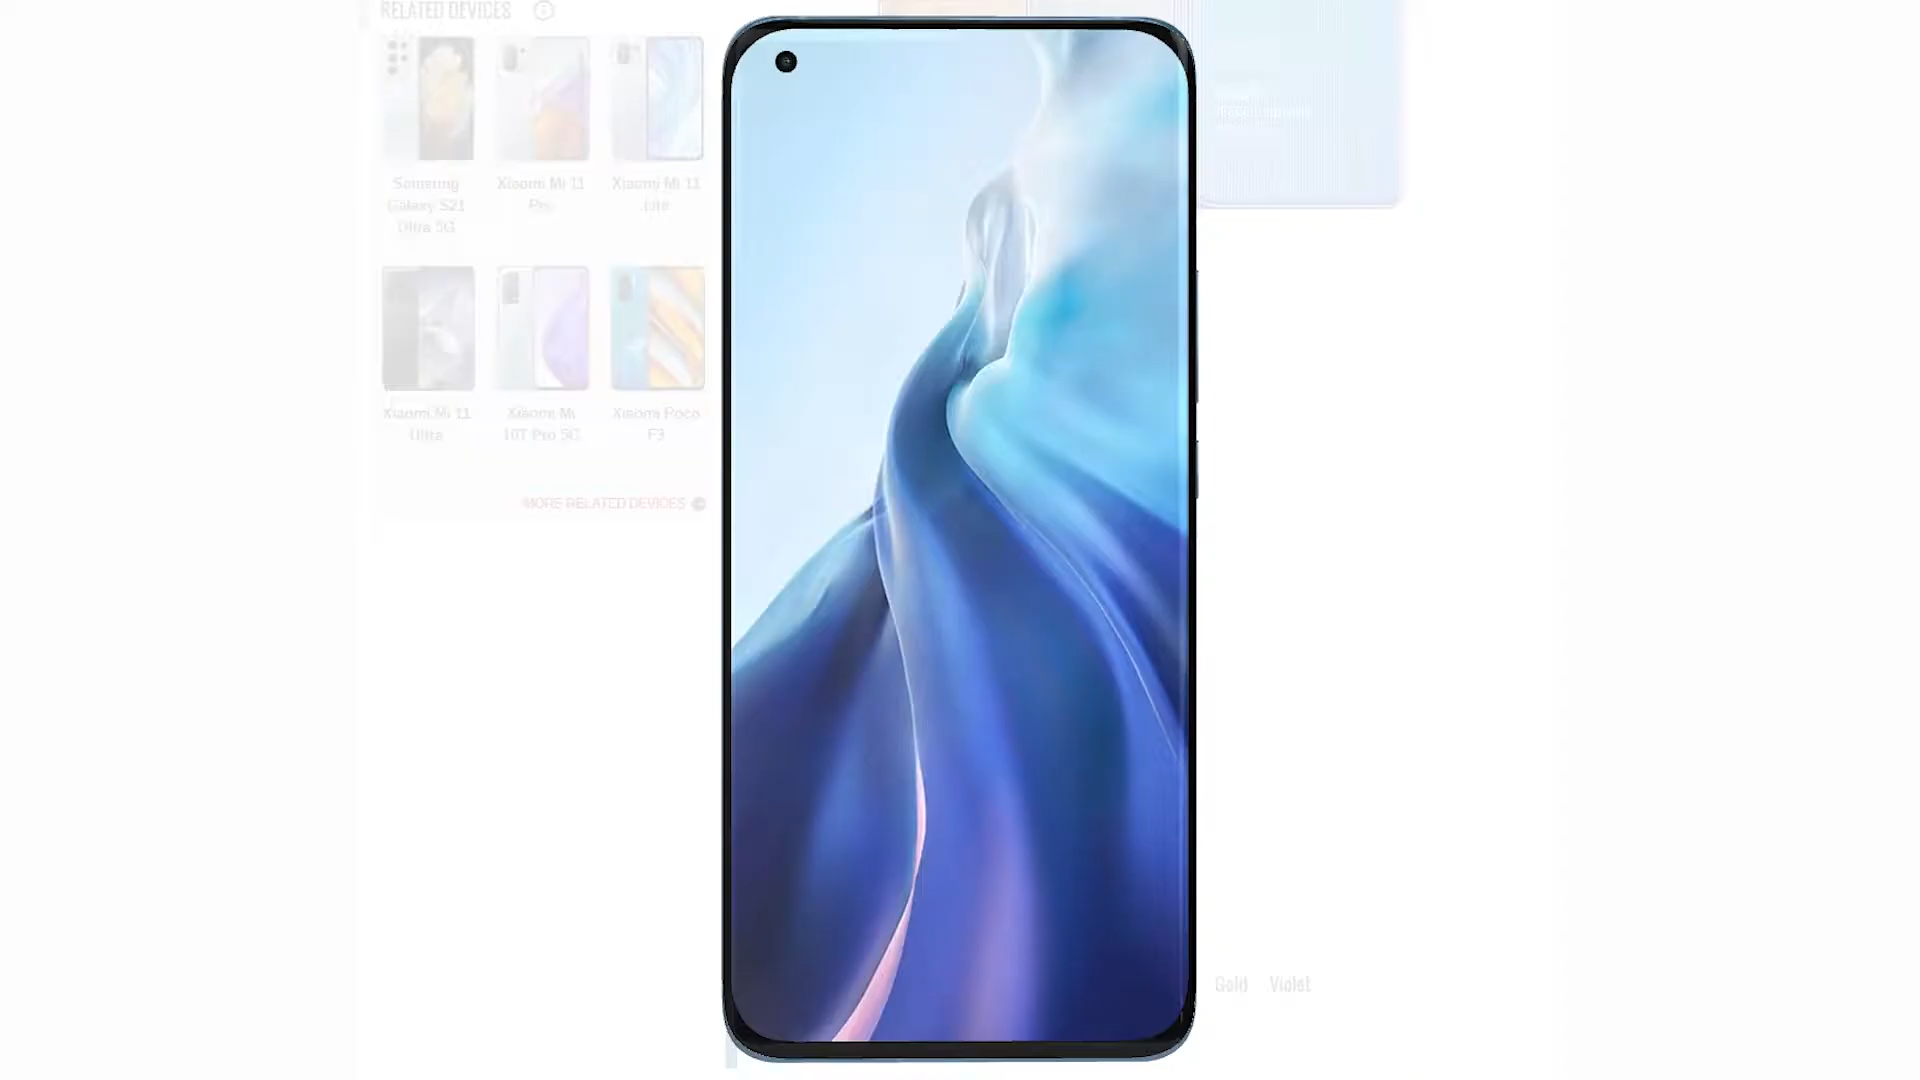 RELATED DEVICES
Samsung
Galaxy S21
Ultra 5G
Xiaomi Mi 11
Pro
Xiaomi Mi 11
Lite
Xiaomi Mi 11
Ultra
Xiaomi Mi
10T Pro 5G
Xiaomi Poco
F3
MORE RELATED DEVICES
Gold Violet